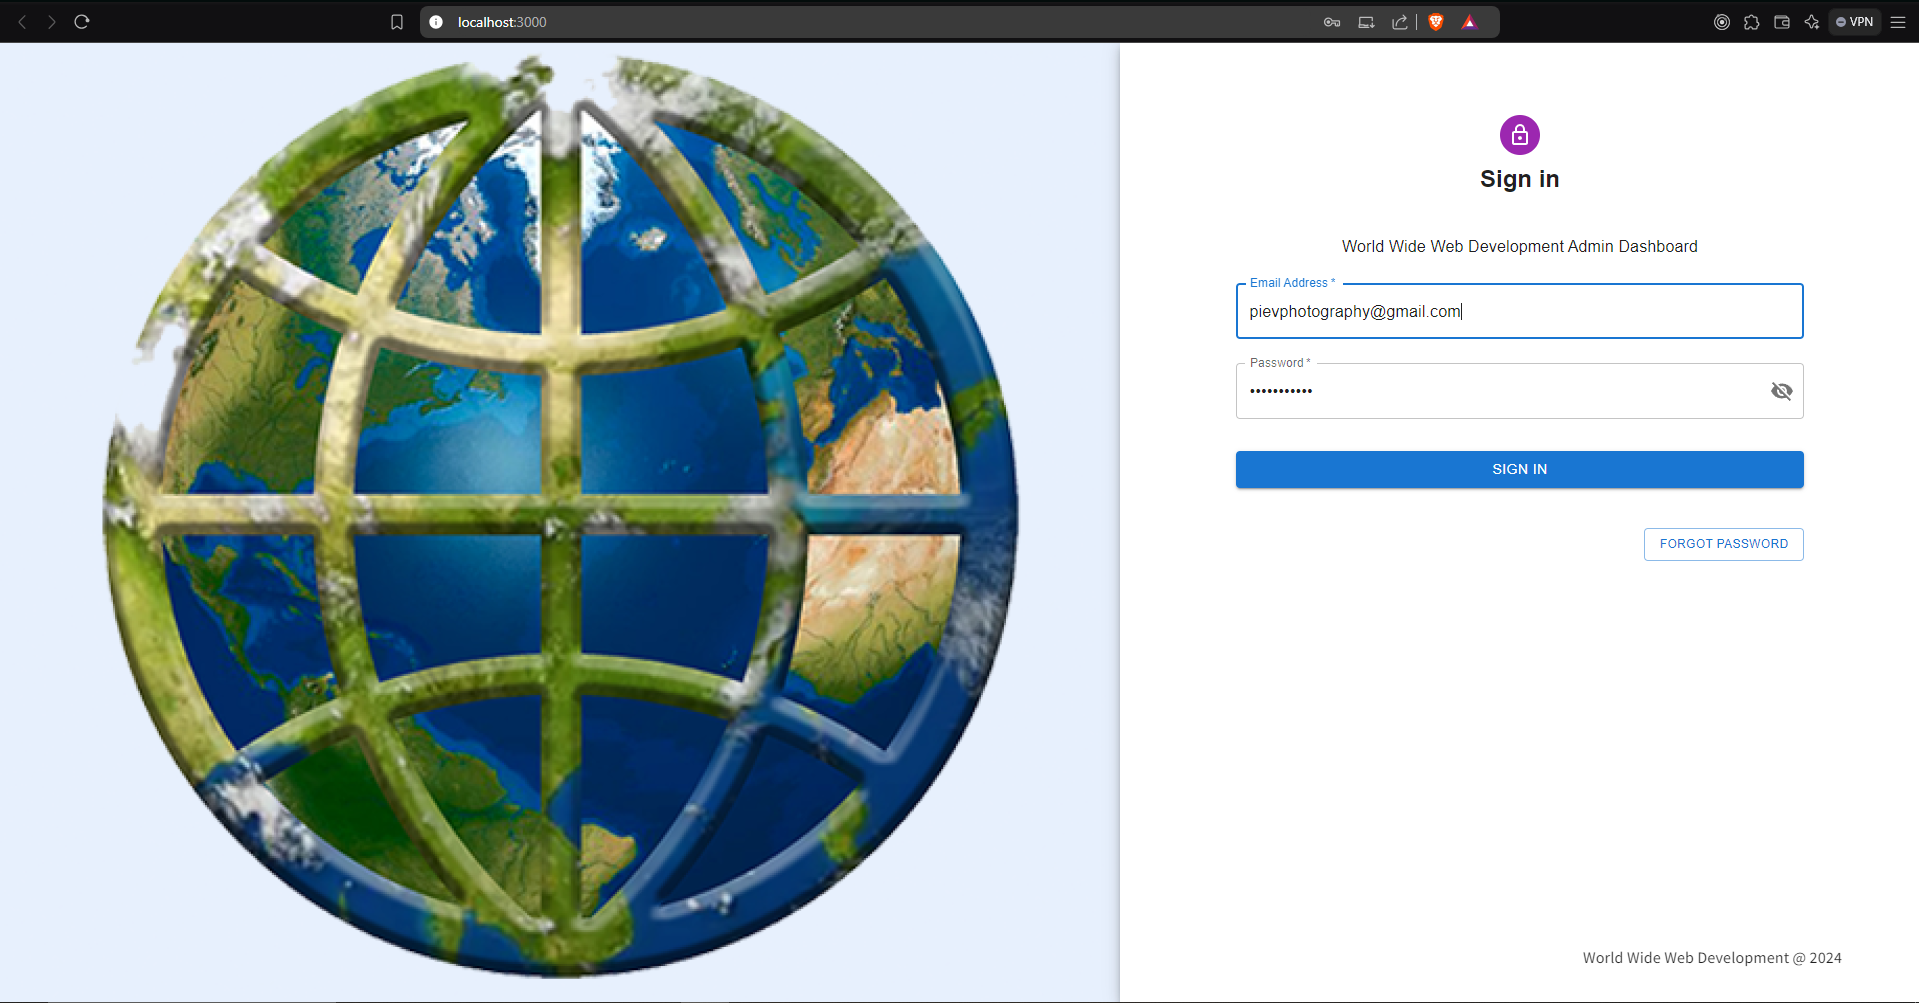 localhost:3000
VPN
Sign in
World Wide Web Development Admin Dashboard
Email Address *
pievphotography@gmail.com
Password *
•••••••••••
SIGN IN
FORGOT PASSWORD
World Wide Web Development @ 2024